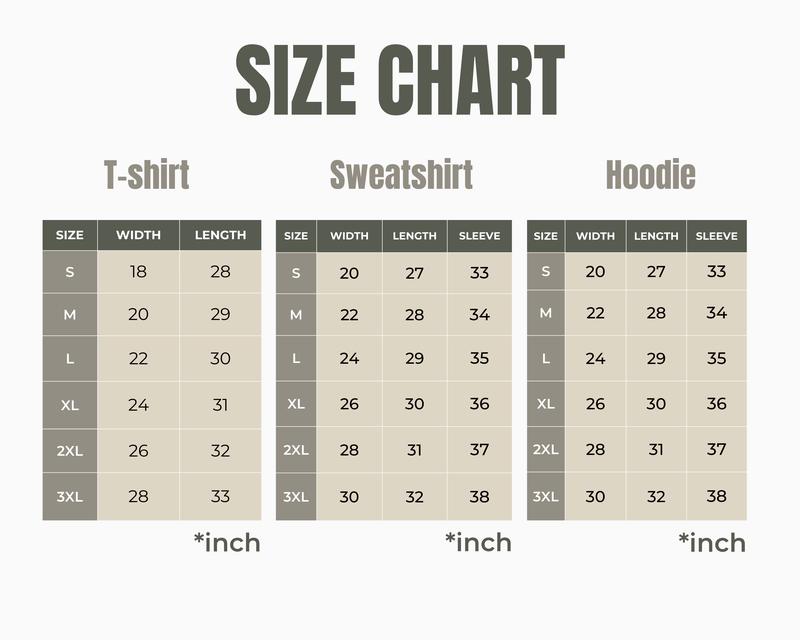 SIZE CHART
T-shirt
SIZE WIDTH LENGTH
S 18 28
M 20 29
L 22 30
XL 24 31
2XL 26 32
3XL 28 33
*inch
Sweatshirt
SIZE WIDTH LENGTH SLEEVE
S 20 27 33
M 22 28 34
L 24 29 35
XL 26 30 36
2XL 28 31 37
3XL 30 32 38
*inch
Hoodie
SIZE WIDTH LENGTH SLEEVE
S 20 27 33
M 22 28 34
L 24 29 35
XL 26 30 36
2XL 28 31 37
3XL 30 32 38
*inch